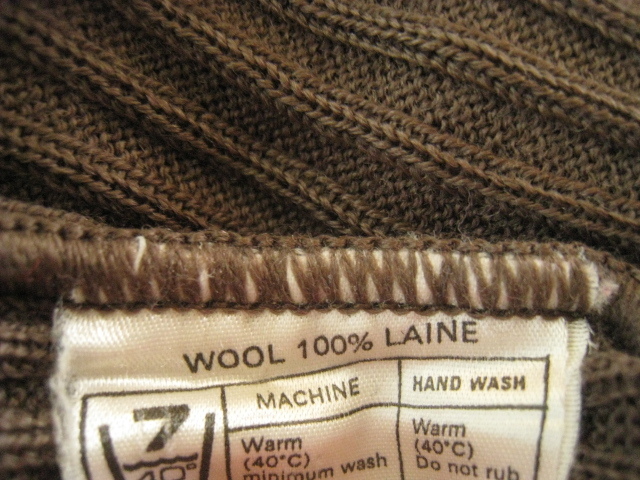 WOOL 100% LAINE
MACHINE HAND WASH
7 Warm Warm
40° (40°C) (40°C)
minimum wash Do not rub